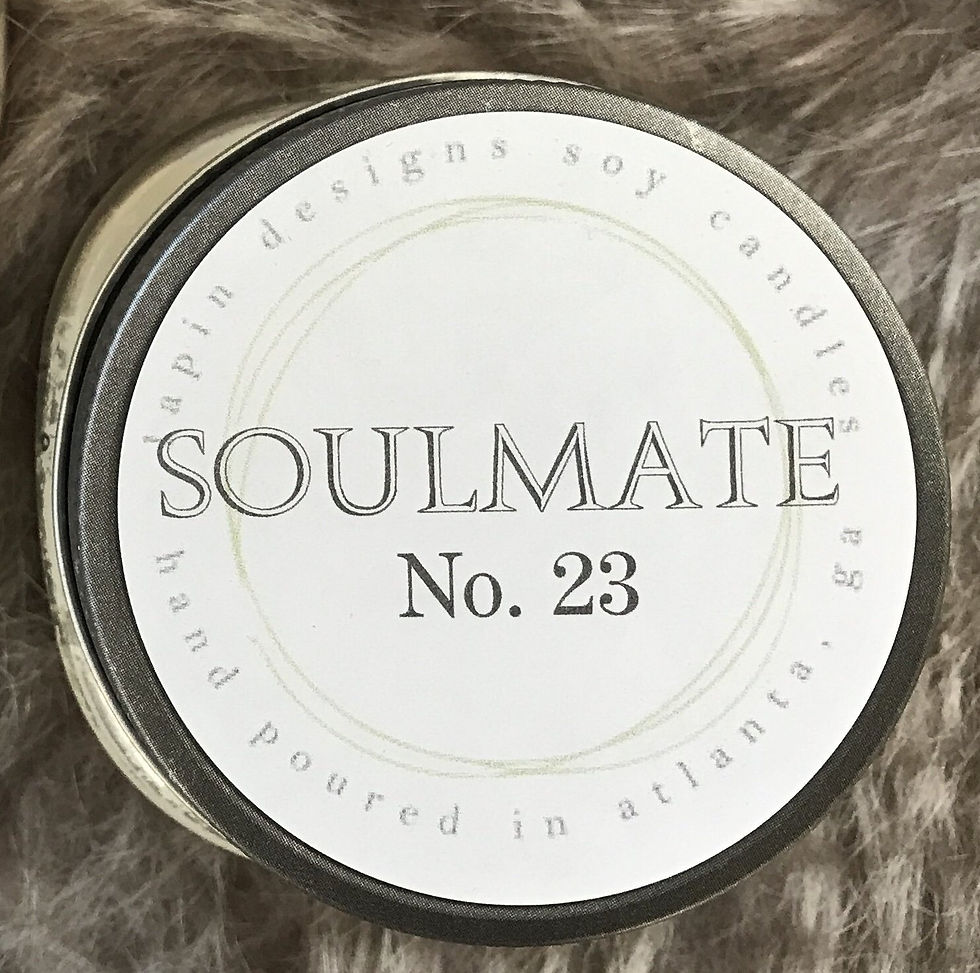 lapin designs soy candles
SOULMATE
No. 23
hand poured in atlanta, ga